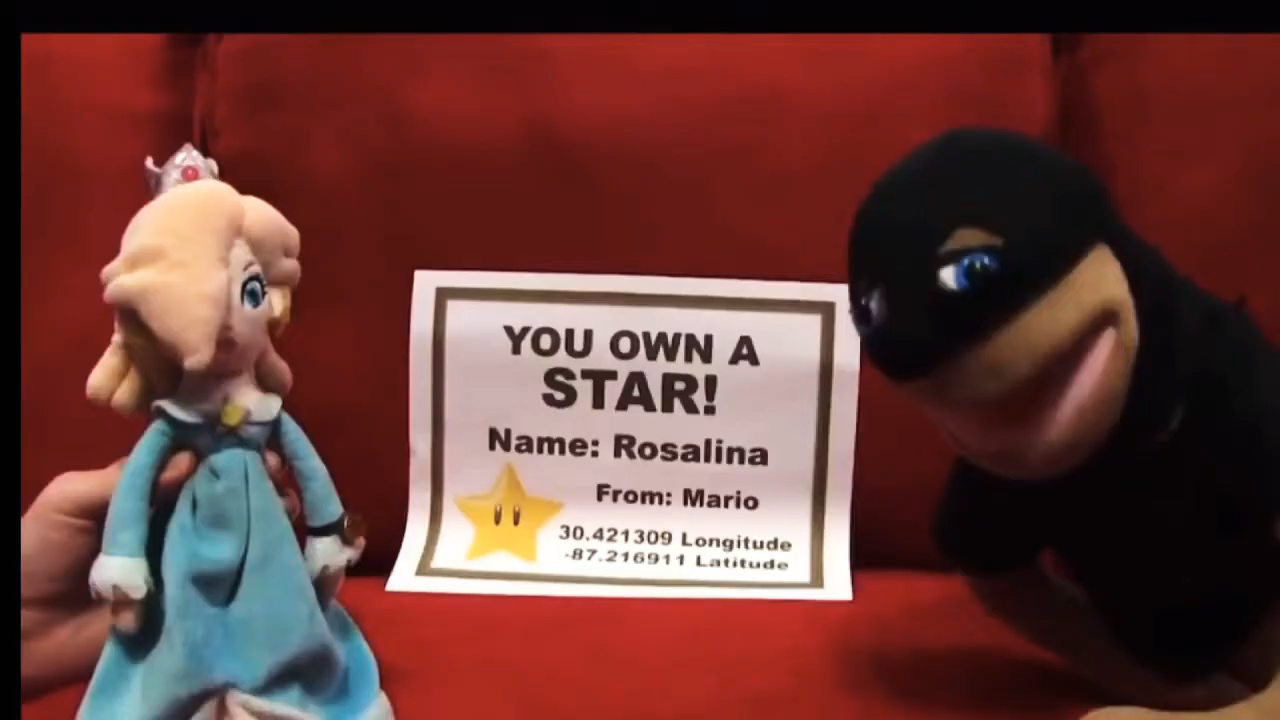 YOU OWN A
STAR!
Name: Rosalina
From: Mario
30.421309 Longitude
-87.216911 Latitude